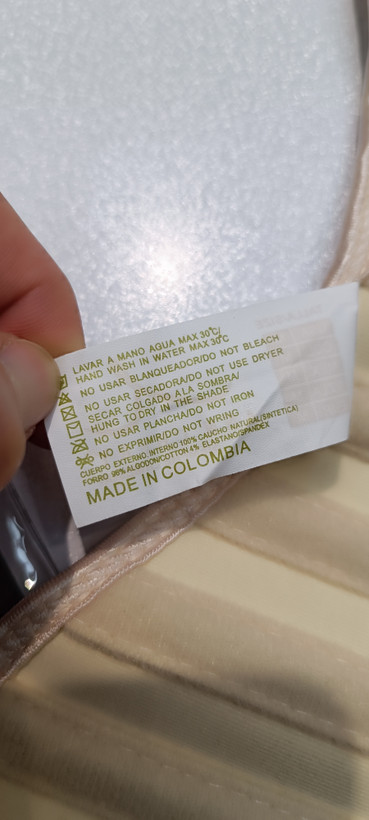 LAVAR A MANO AGUA MAX 30°C/
HAND WASH IN WATER MAX 30°C
NO USAR BLANQUEADOR/DO NOT BLEACH
NO USAR SECADORA/DO NOT USE DRYER
SECAR COLGADO A LA SOMBRA/
HUNG TO DRY IN THE SHADE
NO USAR PLANCHA/DO NOT IRON
NO EXPRIMIR/DO NOT WRING
CUERPO EXTERNO INTERNO 100% CAUCHO NATURAL/SINTETICA)
FORRO 96% ALGODON/COTTON 4% ELASTANO/SPANDEX
MADE IN COLOMBIA